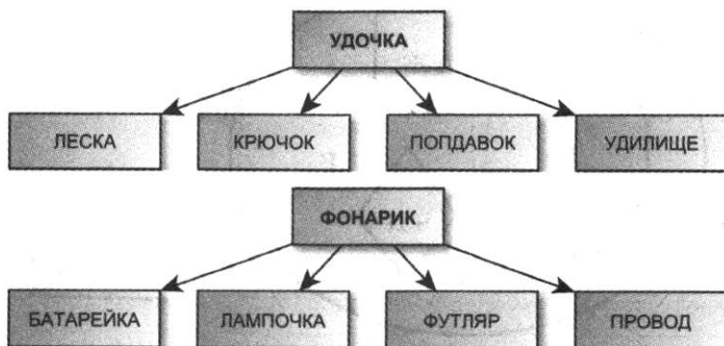 УДОЧКА
ЛЕСКА КРЮЧОК ПОПДАВОК УДИЛИЩЕ
ФОНАРИК
БАТАРЕЙКА ЛАМПОЧКА ФУТЛЯР ПРОВОД